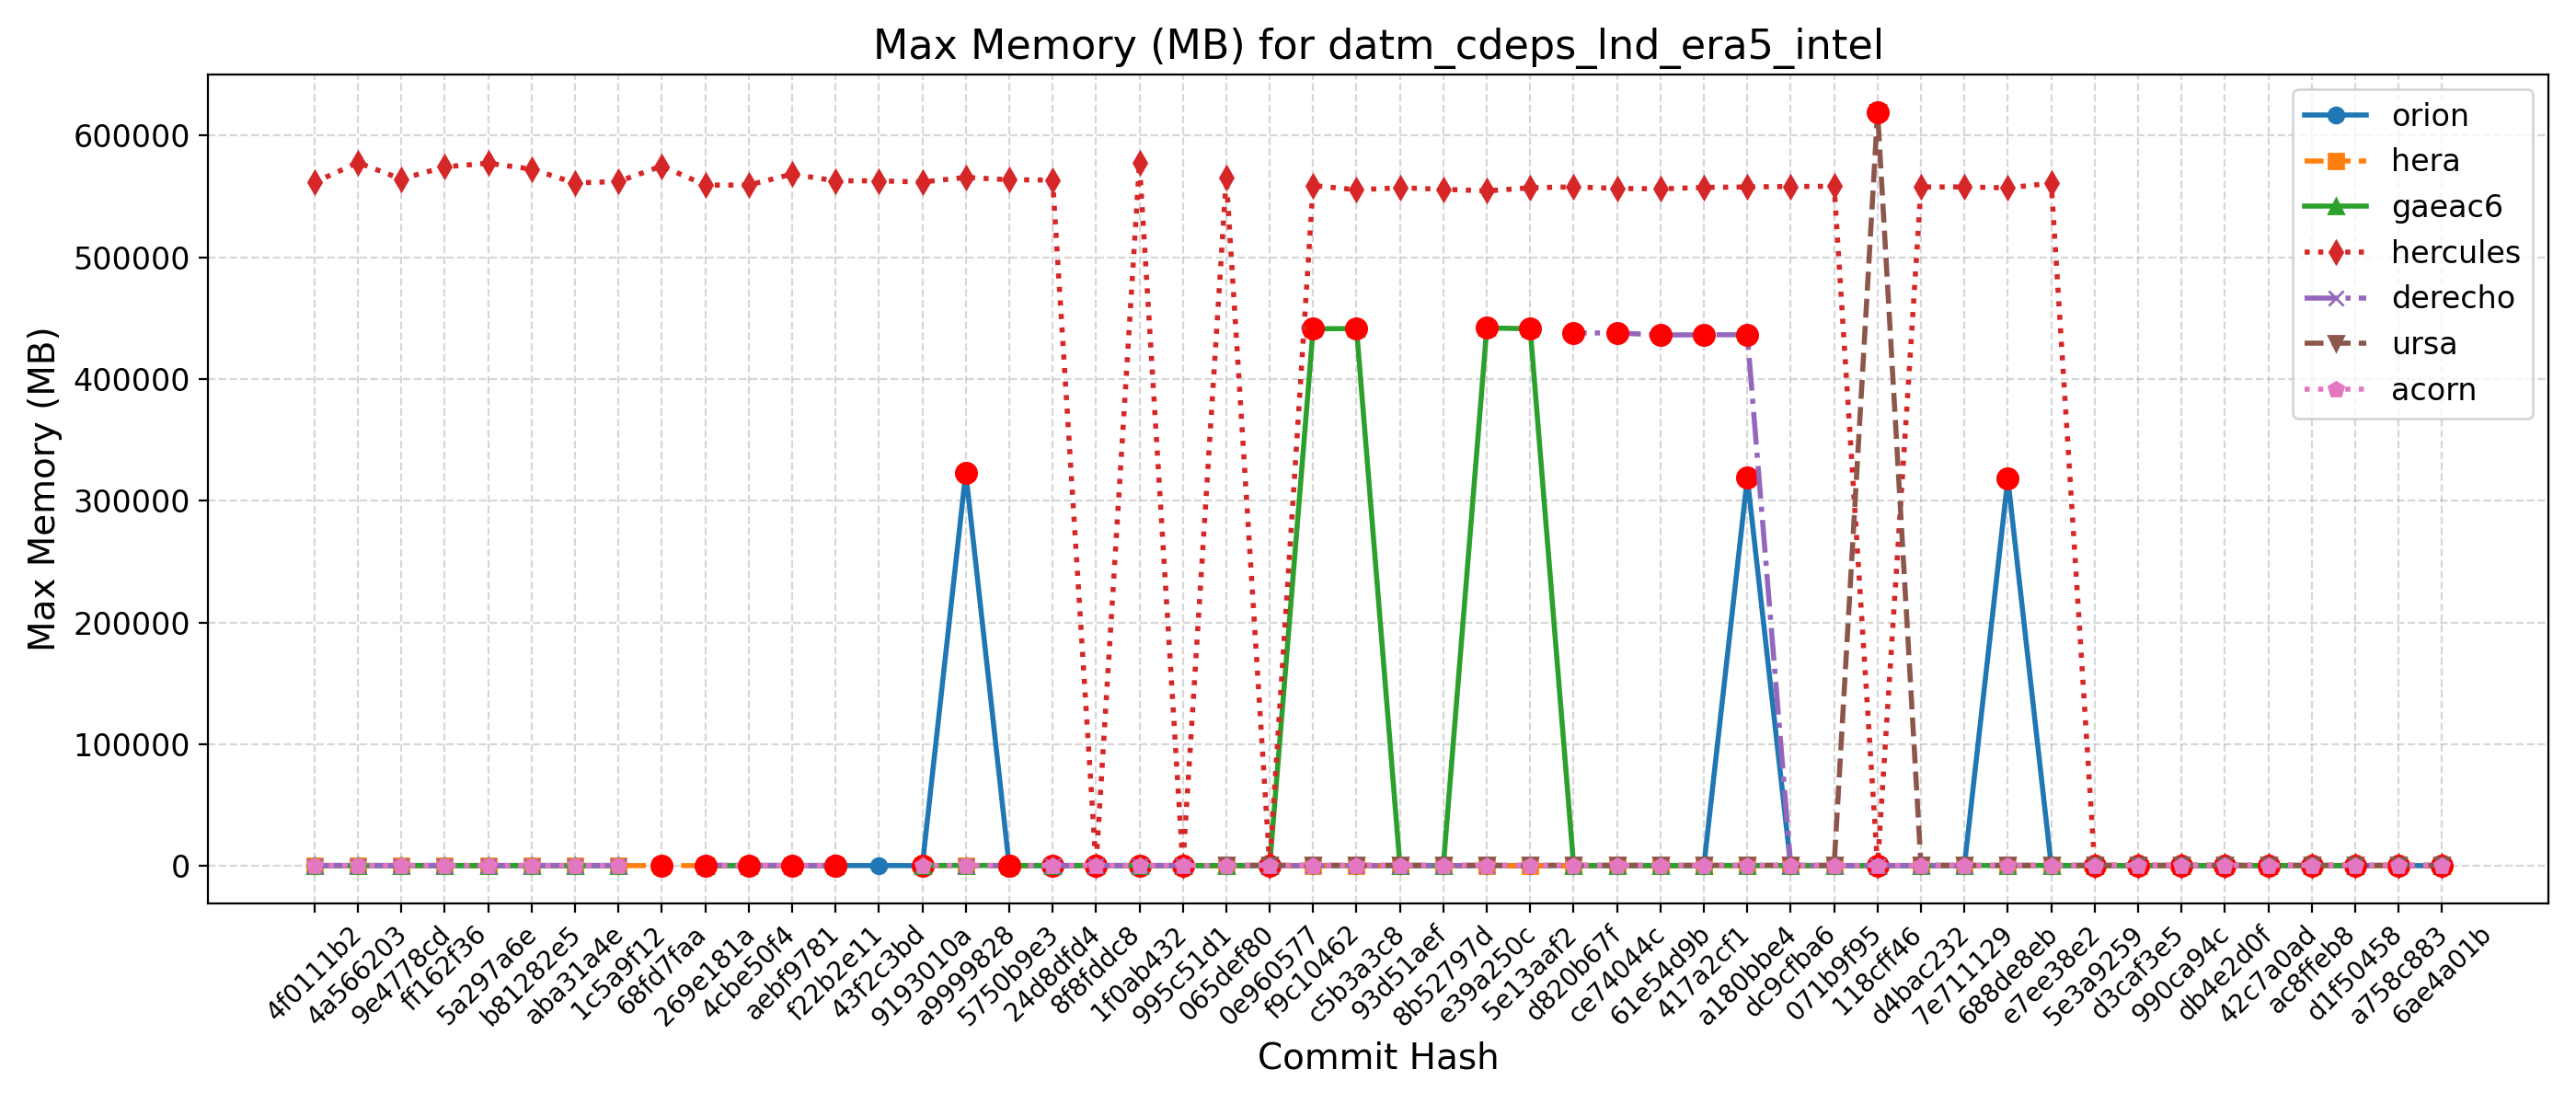 Max Memory (MB) for datm_cdeps_lnd_era5_intel
Max Memory (MB)
600000
500000
400000
300000
200000
100000
0
orion
hera
gaeac6
hercules
derecho
ursa
acorn
4f0111b2
4a566203
9e4778cd
ff162f36
5a297a6e
b81282e5
aba31a4e
1c5a9f12
68fd7faa
269e181a
4cbe50f4
aebf9781
f22b2e11
43f2c3bd
9193010a
a9999828
5750b9e3
24d8dfd4
8f8fddc8
1f0ab432
995c51d1
065def80
0e960577
f9c10462
c5b3a3c8
93d51aef
8b52797d
e39a250c
5e13aaf2
d820b67f
ce74044c
61e54d9b
417a2cf1
a180bbe4
dc9cfba6
071b9f95
118cff46
d4bac232
7e711129
688de8eb
e7ee38e2
5e3a9259
d3caf3e5
990ca94c
db4e2d0f
42c7a0ad
ac8ffeb8
d1f50458
a758c883
6ae4a01b
Commit Hash